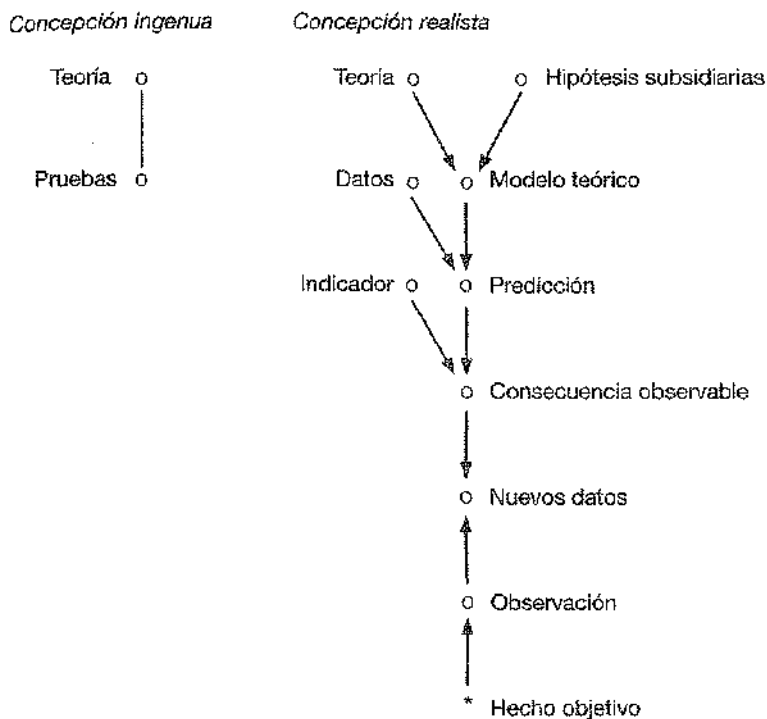 Concepción ingenua Concepción realista
Teoría o Teoría o o Hipótesis subsidiarias
Pruebas o Datos o o Modelo teórico
Indicador o o Predicción
o Consecuencia observable
o Nuevos datos
o Observación
* Hecho objetivo